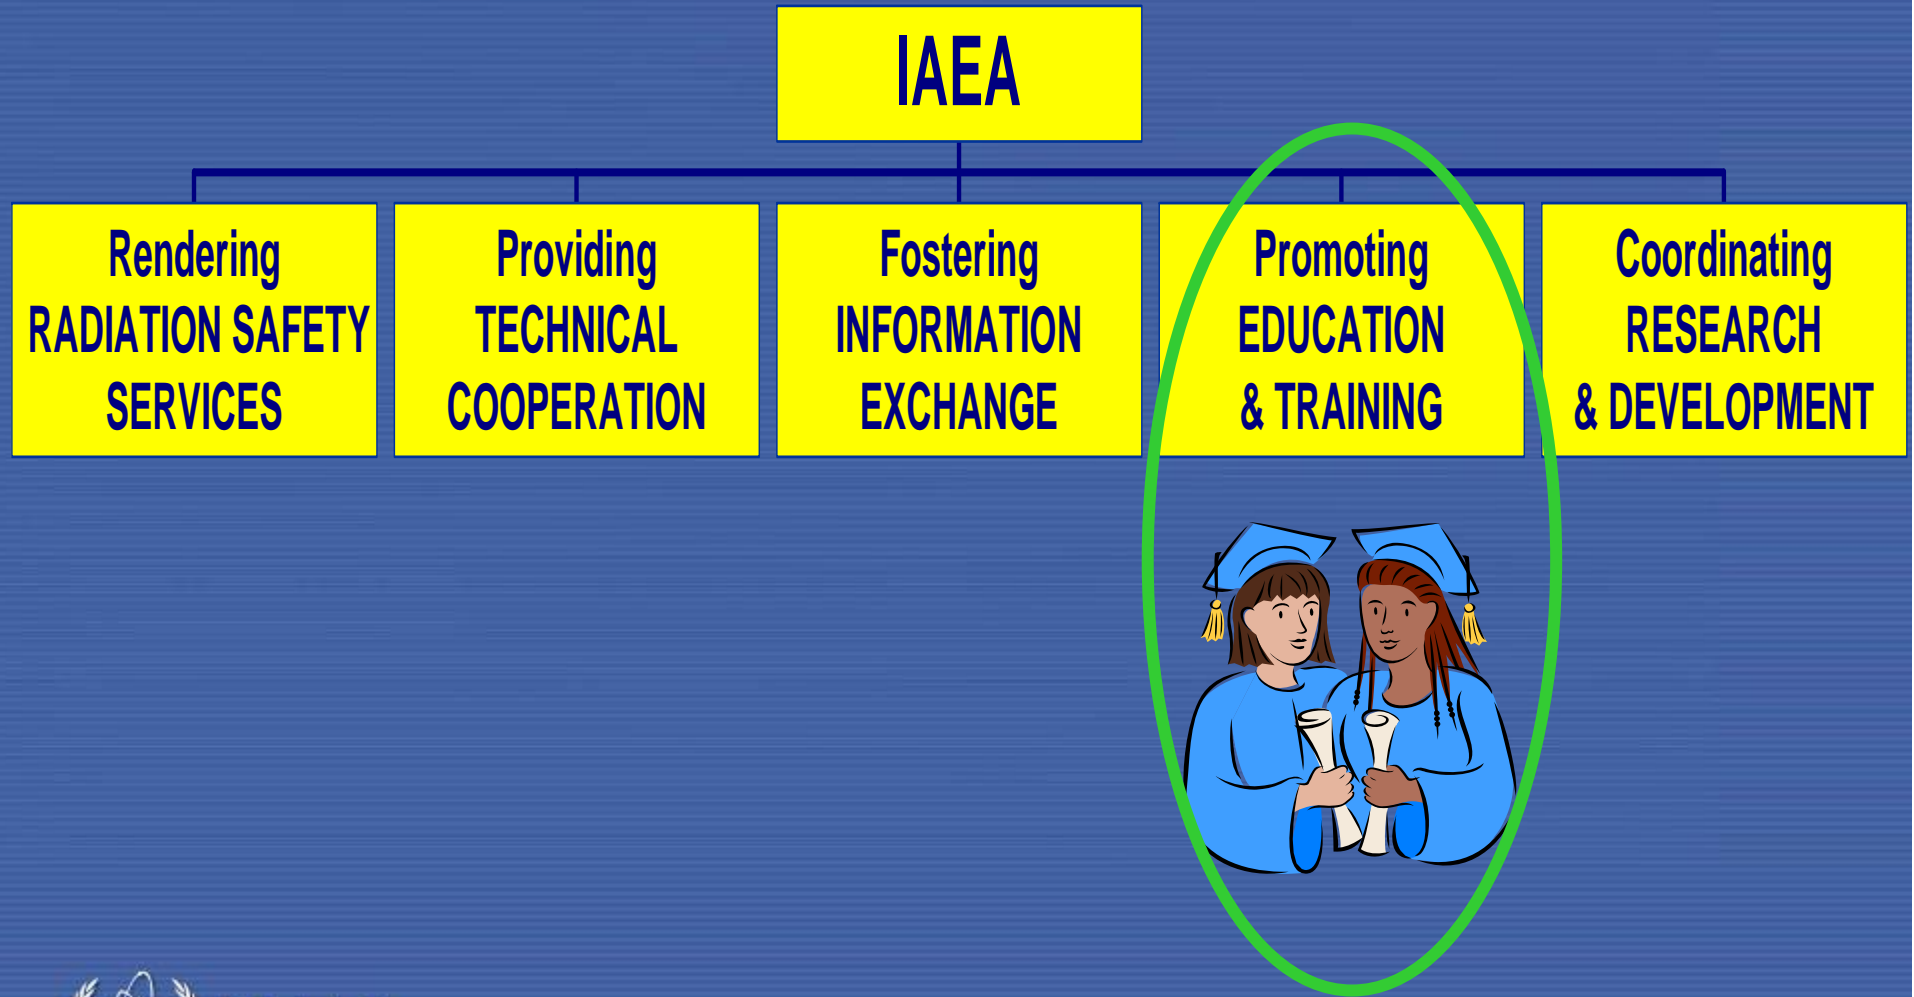 IAEA
Rendering
RADIATION SAFETY
SERVICES
Providing
TECHNICAL
COOPERATION
Fostering
INFORMATION
EXCHANGE
Promoting
EDUCATION
& TRAINING
Coordinating
RESEARCH
& DEVELOPMENT